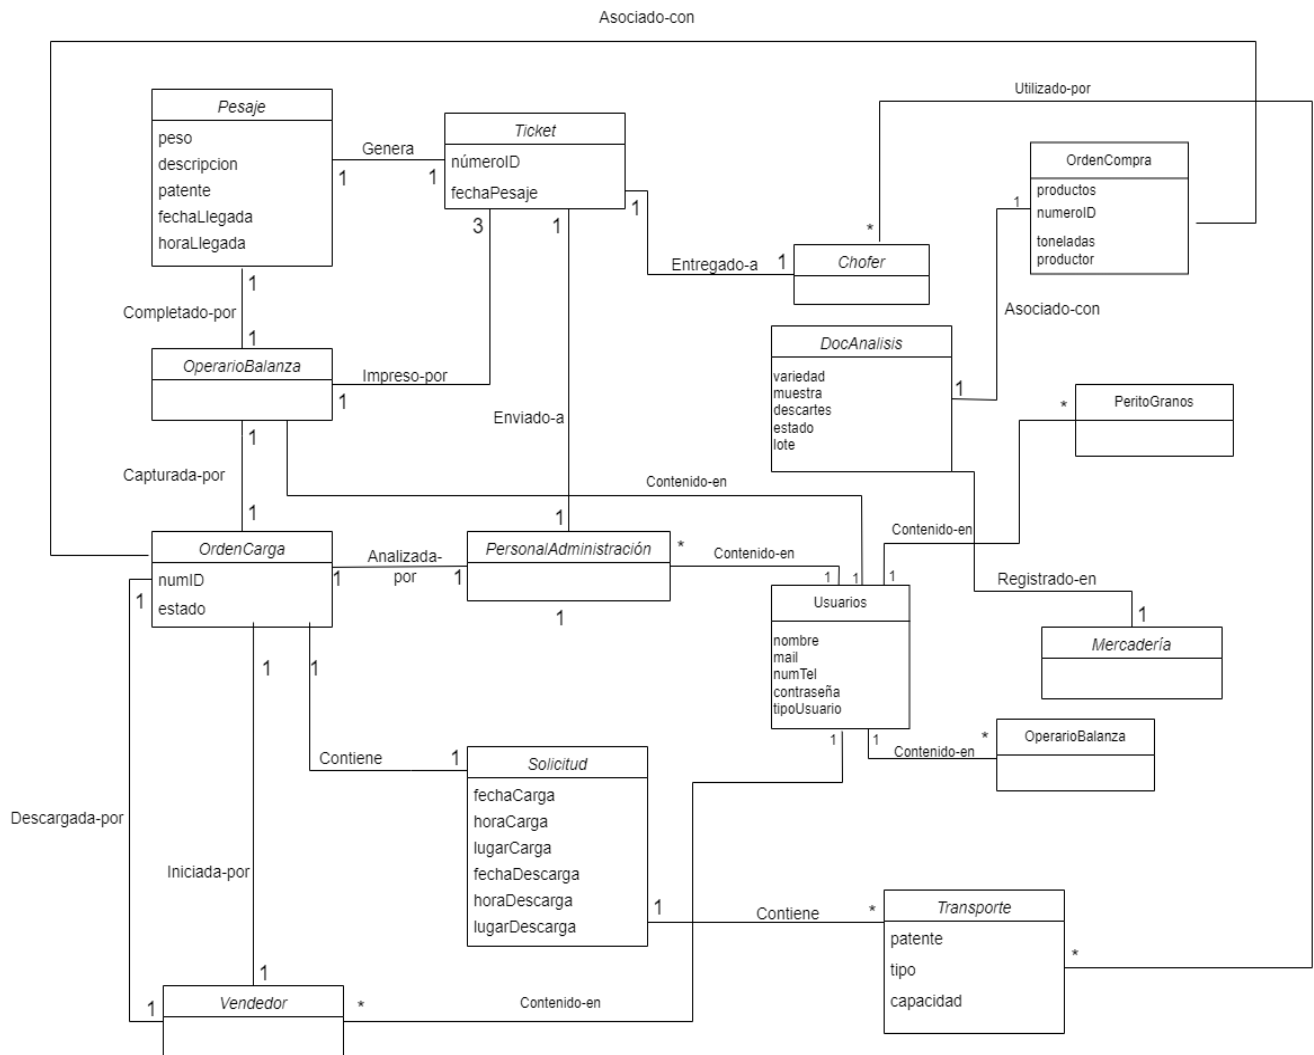 Asociado-con
Utilizado-por
Pesaje
peso
descripcion
patente
fechaLlegada
horaLlegada
Genera
1
1
Ticket
númeroID
fechaPesaje
3
1
1
Entregado-a
1
*
Chofer
OrdenCompra
productos
numeroID
toneladas
productor
1
Asociado-con
1
Completado-por
1
OperarioBalanza
1
Impreso-por
Enviado-a
DocAnalisis
variedad
muestra
descartes
estado
lote
1
*
PeritoGranos
1
Capturada-por
1
Contenido-en
Contenido-en
OrdenCarga
numID
estado
1
1
Analizada-
por
1
1
PersonalAdministración
*
1
Contenido-en
1
1
1
Usuarios
nombre
mail
numTel
contraseña
tipoUsuario
1
1
Registrado-en
1
Mercadería
Contenido-en
*
OperarioBalanza
1
1
Contiene
1
Solicitud
fechaCarga
horaCarga
lugarCarga
fechaDescarga
horaDescarga
lugarDescarga
1
Contiene
*
Transporte
patente
tipo
capacidad
*
Descargada-por
Iniciada-por
1
1
Vendedor
*
Contenido-en